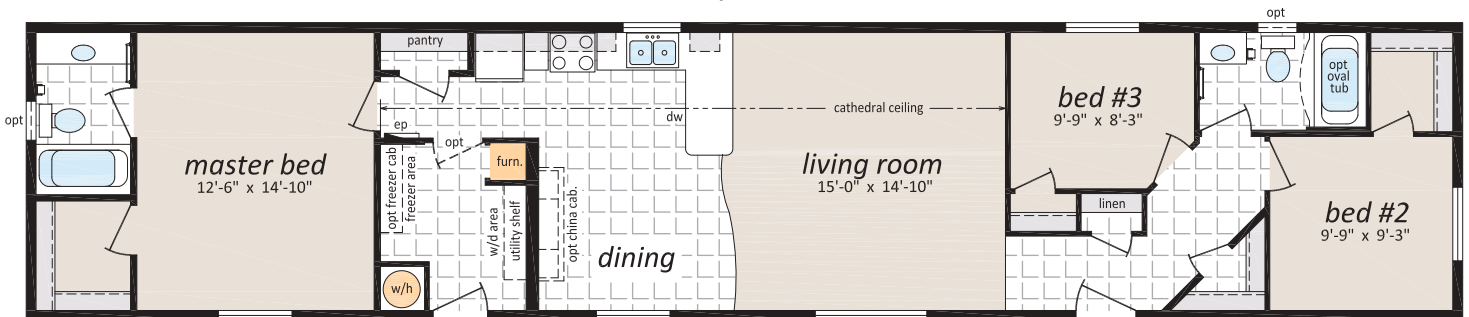 opt
pantry
opt
oval
tub
bed #3
9'-9" x 8'-3"
cathedral ceiling
dw
opt
ep
opt
furn.
master bed
12'-6" x 14'-10"
living room
15'-0" x 14'-10"
opt freezer cab
freezer area
linen
bed #2
9'-9" x 9'-3"
w/d area
utility shelf
opt china cab.
dining
w/h